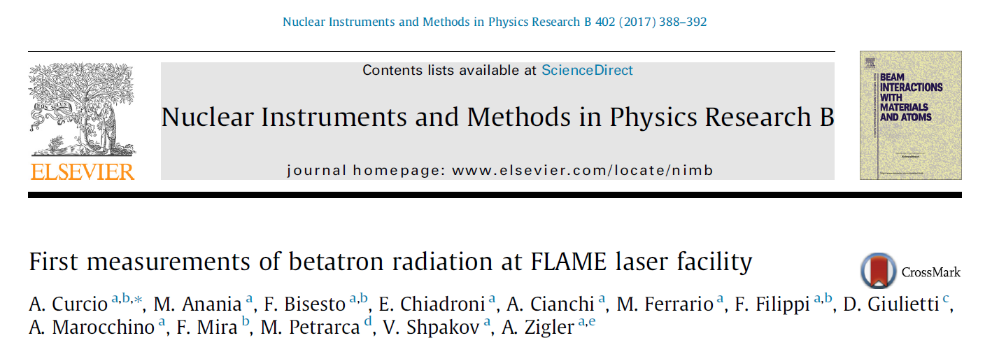 Nuclear Instruments and Methods in Physics Research B 402 (2017) 388–392
Contents lists available at ScienceDirect
Nuclear Instruments and Methods in Physics Research B
journal homepage: www.elsevier.com/locate/nimb
NON SOLUS
ELSEVIER
BEAM
INTERACTIONS
WITH
MATERIALS
AND ATOMS
First measurements of betatron radiation at FLAME laser facility
CrossMark
A. Curcio a,b,*, M. Anania a, F. Bisesto a,b, E. Chiadroni a, A. Cianchi a, M. Ferrario a, F. Filippi a,b, D. Giulietti c,
A. Marocchino a, F. Mira b, M. Petrarca d, V. Shpakov a, A. Zigler a,e